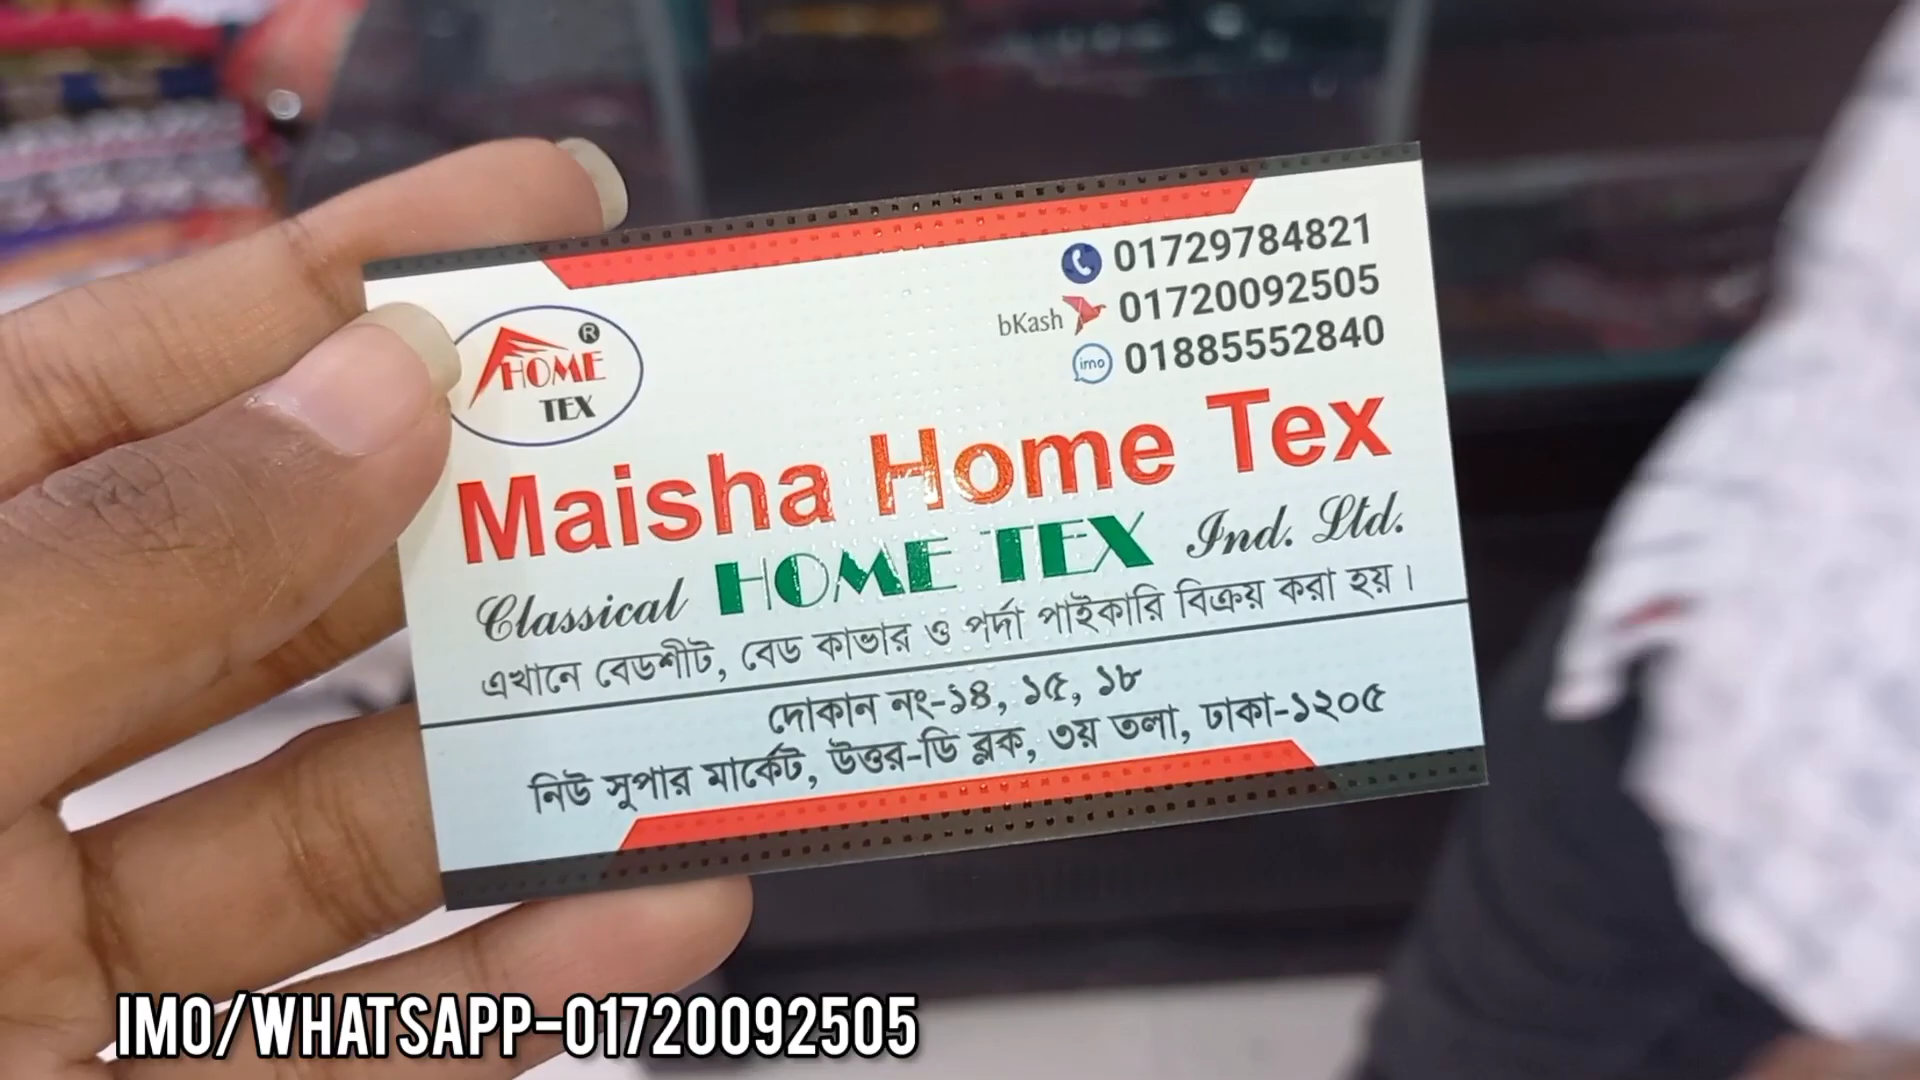 HOME ®
TEX
01729784821
bKash 01720092505
imo 01885552840
Maisha Home Tex
Classical HOME TEX Ind. Ltd.
এখানে বেডশীট, বেড কাভার ও পর্দা পাইকারি বিক্রয় করা হয়।
দোকান নং-১৪, ১৫, ১৮
নিউ সুপার মার্কেট, উত্তর-ডি ব্লক, ৩য় তলা, ঢাকা-১২০৫
IMO/WHATSAPP-01720092505